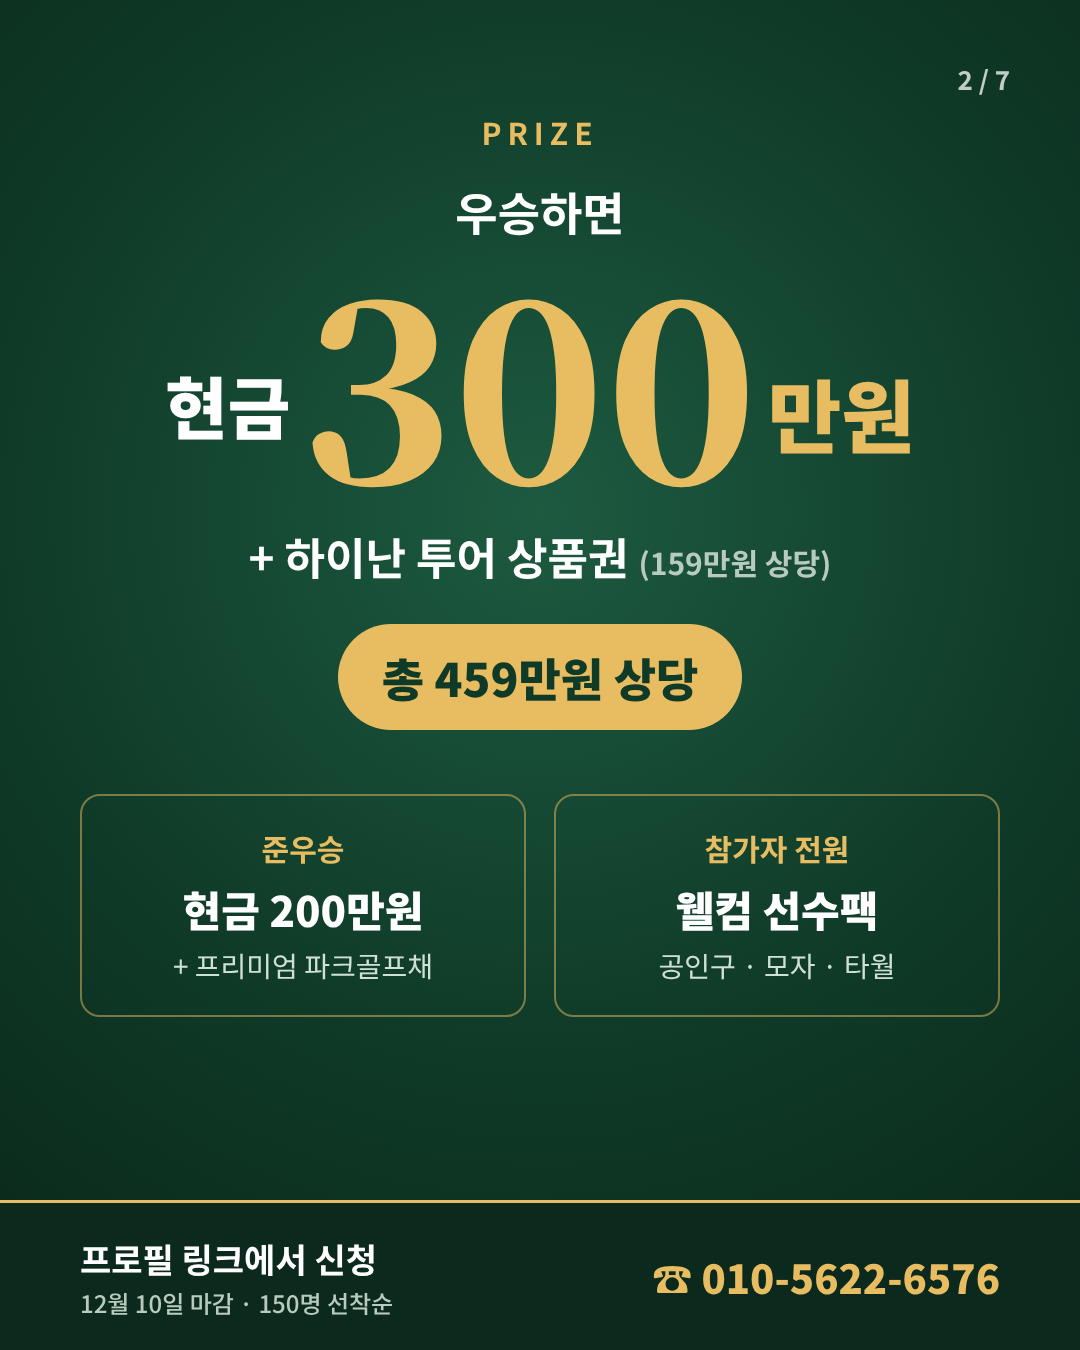 2 / 7
PRIZE
우승하면
현금 300 만원
+ 하이난 투어 상품권 (159만원 상당)
총 459만원 상당
준우승
현금 200만원
+ 프리미엄 파크골프채
참가자 전원
웰컴 선수팩
공인구 · 모자 · 타월
프로필 링크에서 신청
12월 10일 마감 · 150명 선착순
☎ 010-5622-6576